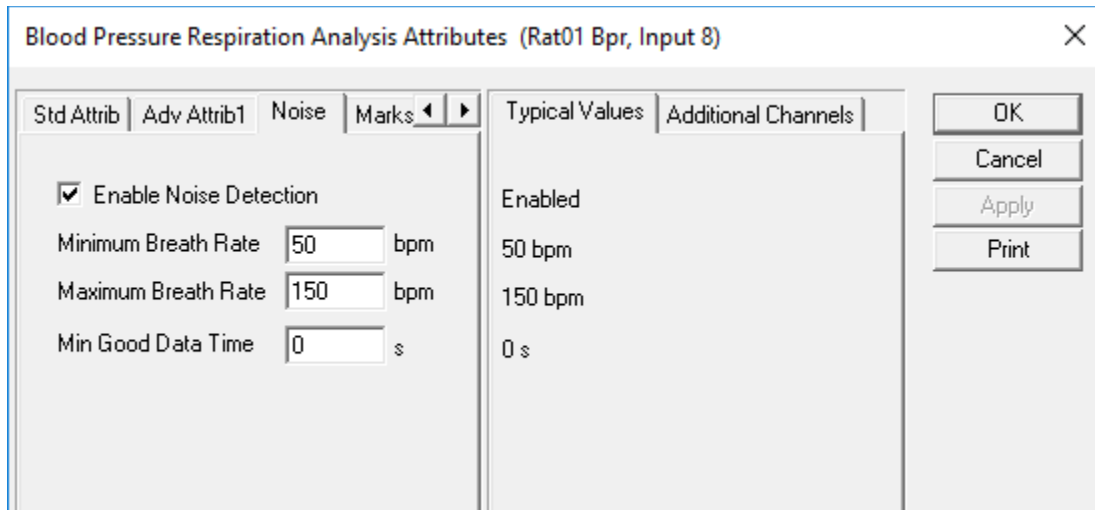 Blood Pressure Respiration Analysis Attributes (Rat01 Bpr, Input 8)
Std Attrib Adv Attrib1 Noise Marks
Enable Noise Detection
Minimum Breath Rate 50 bpm
Maximum Breath Rate 150 bpm
Min Good Data Time 0 s
Typical Values Additional Channels
Enabled
50 bpm
150 bpm
0 s
OK
Cancel
Apply
Print